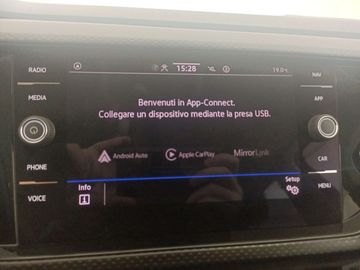 RADIO
15:28
19.0°C
NAV
MEDIA
APP
Benvenuti in App-Connect.
Collegare un dispositivo mediante la presa USB.
Android Auto
Apple CarPlay
MirrorLink
PHONE
CAR
Info
Setup
VOICE
MENU